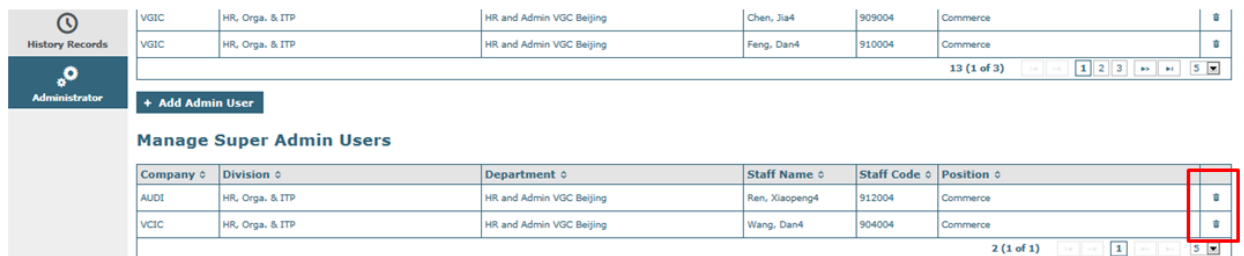 History Records
Administrator
VGIC HR, Orga. & ITP HR and Admin VGC Beijing Chen, Jia4 909004 Commerce
VGIC HR, Orga. & ITP HR and Admin VGC Beijing Feng, Dan4 910004 Commerce
13 (1 of 3) 1 2 3 5
+ Add Admin User
Manage Super Admin Users
Company Division Department Staff Name Staff Code Position
AUDI HR, Orga. & ITP HR and Admin VGC Beijing Ren, Xiaopeng4 912004 Commerce
VCIC HR, Orga. & ITP HR and Admin VGC Beijing Wang, Dan4 904004 Commerce
2 (1 of 1) 1 5